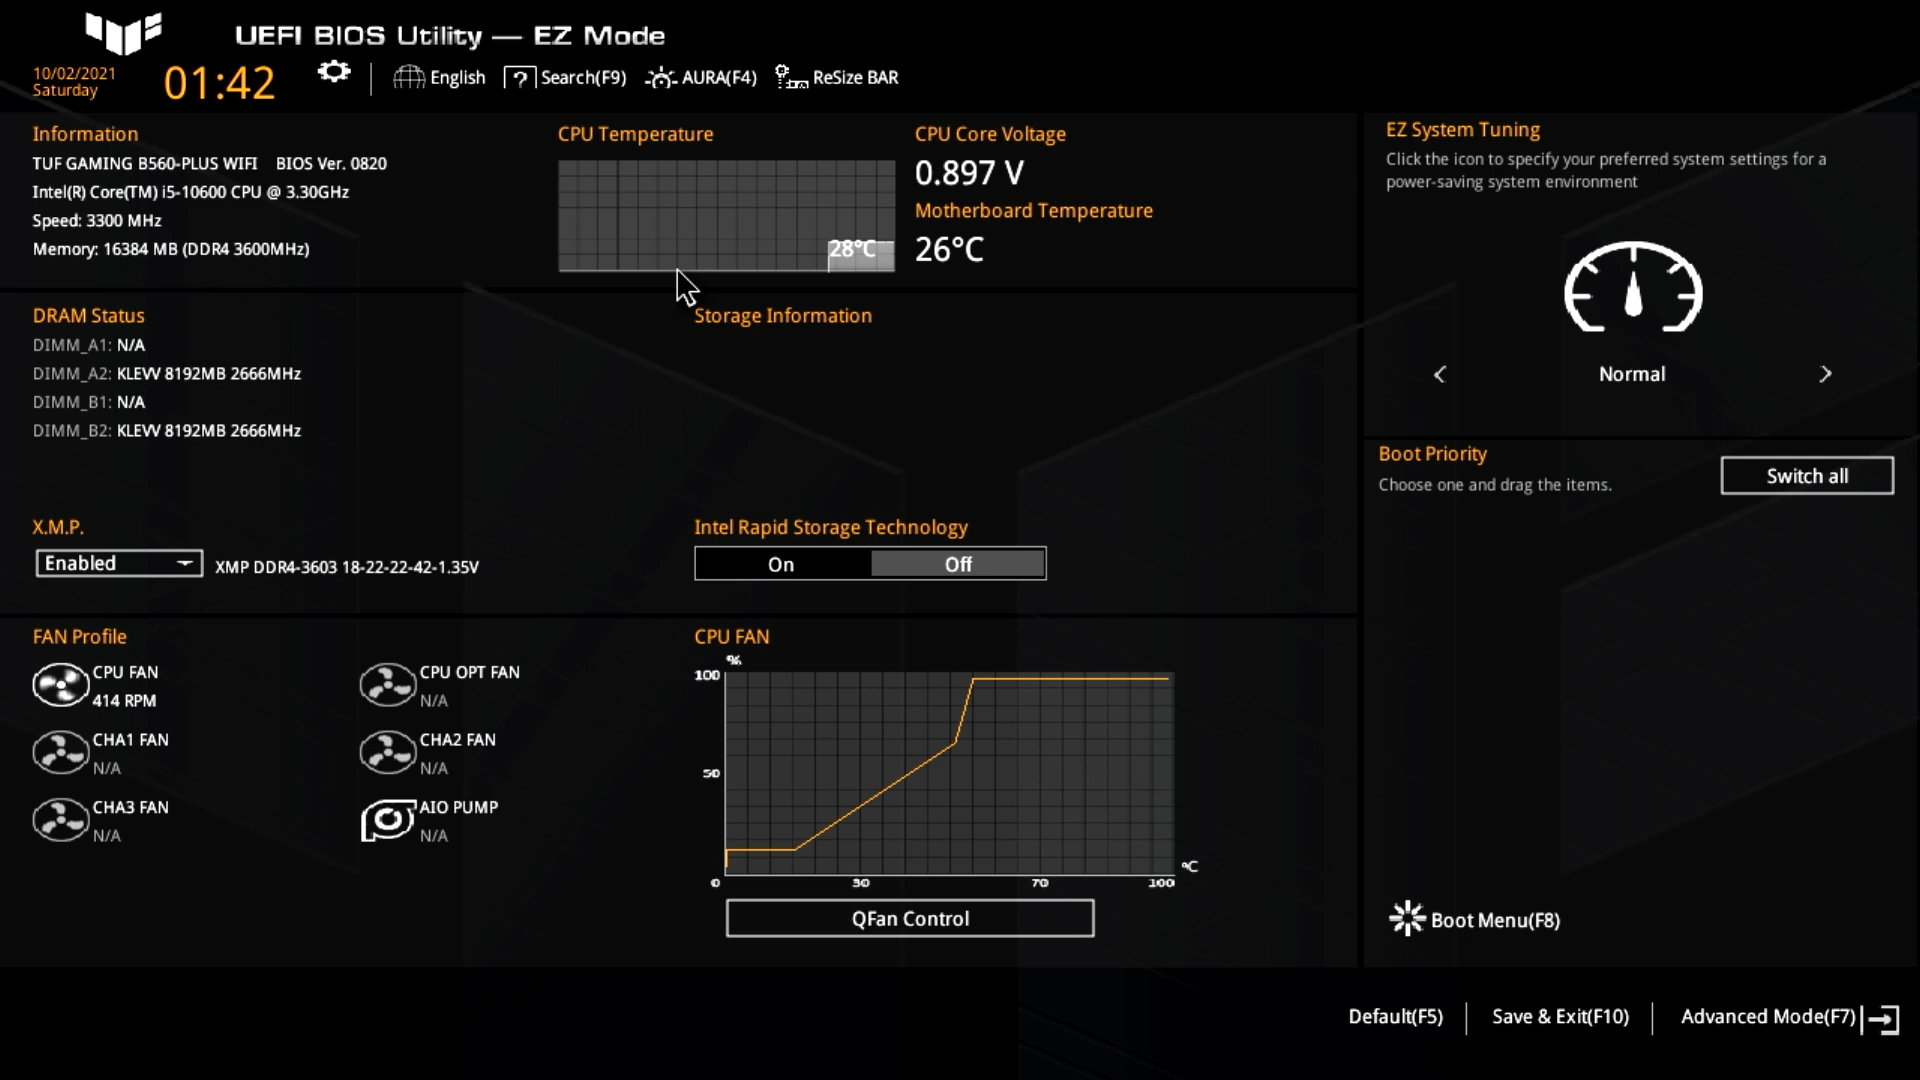 UEFI BIOS Utility — EZ Mode
10/02/2021
Saturday
01:42
English
?
Search(F9)
AURA(F4)
ReSize BAR
Information
TUF GAMING B560-PLUS WIFI BIOS Ver. 0820
Intel(R) Core(TM) i5-10600 CPU @ 3.30GHz
Speed: 3300 MHz
Memory: 16384 MB (DDR4 3600MHz)
CPU Temperature
28°C
CPU Core Voltage
0.897 V
Motherboard Temperature
26°C
EZ System Tuning
Click the icon to specify your preferred system settings for a
power-saving system environment
Normal
DRAM Status
DIMM_A1: N/A
DIMM_A2: KLEVV 8192MB 2666MHz
DIMM_B1: N/A
DIMM_B2: KLEVV 8192MB 2666MHz
Storage Information
Boot Priority
Choose one and drag the items.
Switch all
X.M.P.
Enabled
XMP DDR4-3603 18-22-22-42-1.35V
Intel Rapid Storage Technology
On
Off
FAN Profile
CPU FAN
414 RPM
CPU OPT FAN
N/A
CHA1 FAN
N/A
CHA2 FAN
N/A
CHA3 FAN
N/A
AIO PUMP
N/A
CPU FAN
%
100
50
0
30
70
100
°C
QFan Control
Boot Menu(F8)
Default(F5)
Save & Exit(F10)
Advanced Mode(F7)